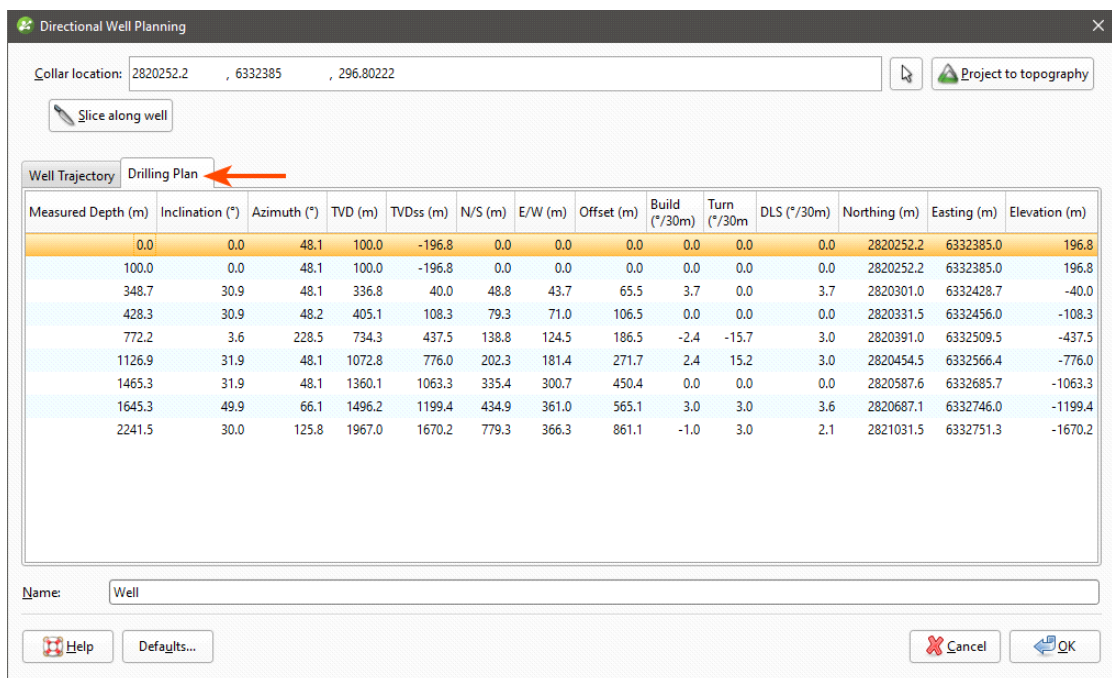 Directional Well Planning
Collar location: 2820252.2 , 6332385 , 296.80222 Project to topography
Slice along well
Well Trajectory Drilling Plan
Measured Depth (m) Inclination (°) Azimuth (°) TVD (m) TVDss (m) N/S (m) E/W (m) Offset (m) Build (°/30m) Turn (°/30m DLS (°/30m) Northing (m) Easting (m) Elevation (m)
0.0 0.0 48.1 100.0 -196.8 0.0 0.0 0.0 0.0 0.0 0.0 2820252.2 6332385.0 196.8
100.0 0.0 48.1 100.0 -196.8 0.0 0.0 0.0 0.0 0.0 0.0 2820252.2 6332385.0 196.8
348.7 30.9 48.1 336.8 40.0 48.8 43.7 65.5 3.7 0.0 3.7 2820301.0 6332428.7 -40.0
428.3 30.9 48.2 405.1 108.3 79.3 71.0 106.5 0.0 0.0 0.0 2820331.5 6332456.0 -108.3
772.2 3.6 228.5 734.3 437.5 138.8 124.5 186.5 -2.4 -15.7 3.0 2820391.0 6332509.5 -437.5
1126.9 31.9 48.1 1072.8 776.0 202.3 181.4 271.7 2.4 15.2 3.0 2820454.5 6332566.4 -776.0
1465.3 31.9 48.1 1360.1 1063.3 335.4 300.7 450.4 0.0 0.0 0.0 2820587.6 6332685.7 -1063.3
1645.3 49.9 66.1 1496.2 1199.4 434.9 361.0 565.1 3.0 3.0 3.6 2820687.1 6332746.0 -1199.4
2241.5 30.0 125.8 1967.0 1670.2 779.3 366.3 861.1 -1.0 3.0 2.1 2821031.5 6332751.3 -1670.2
Name: Well
Help Defaults... Cancel OK